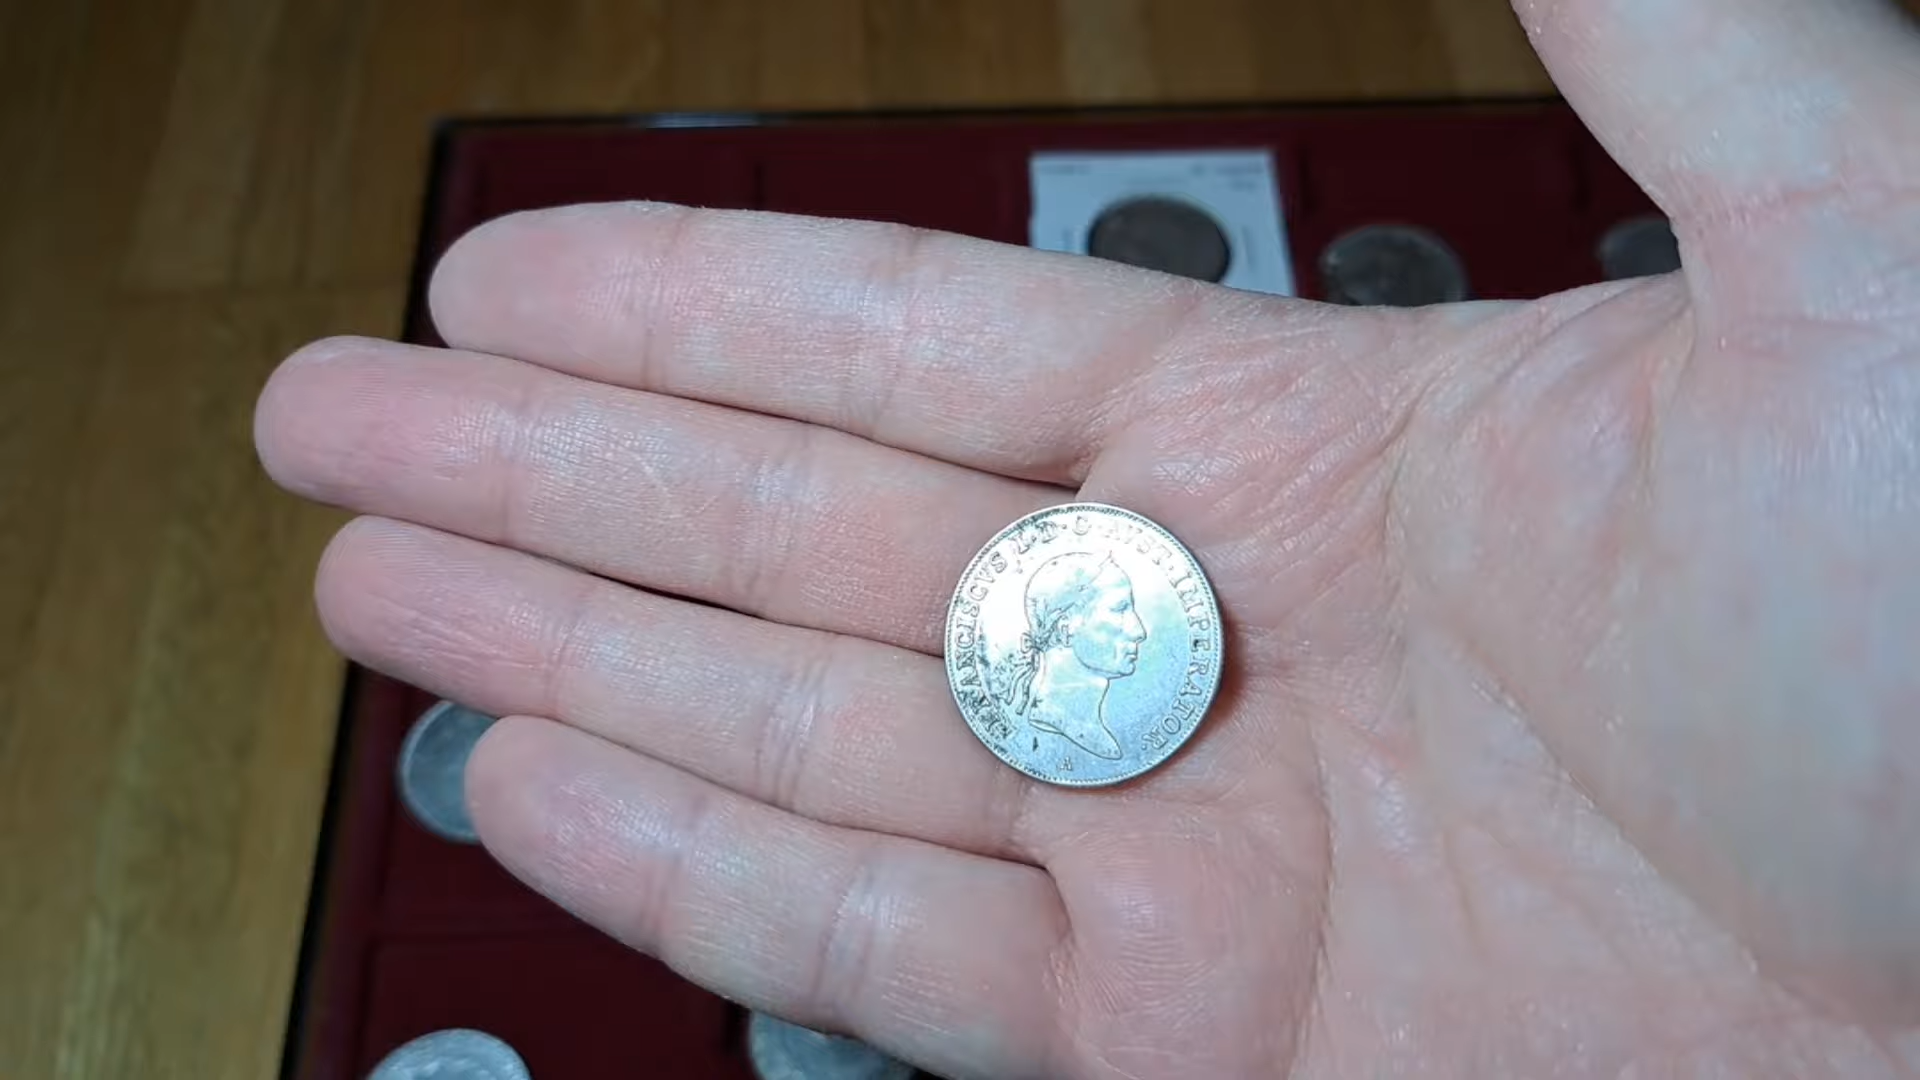 FRANCISCVS I. D. G. AVST. IMPERATOR.
A